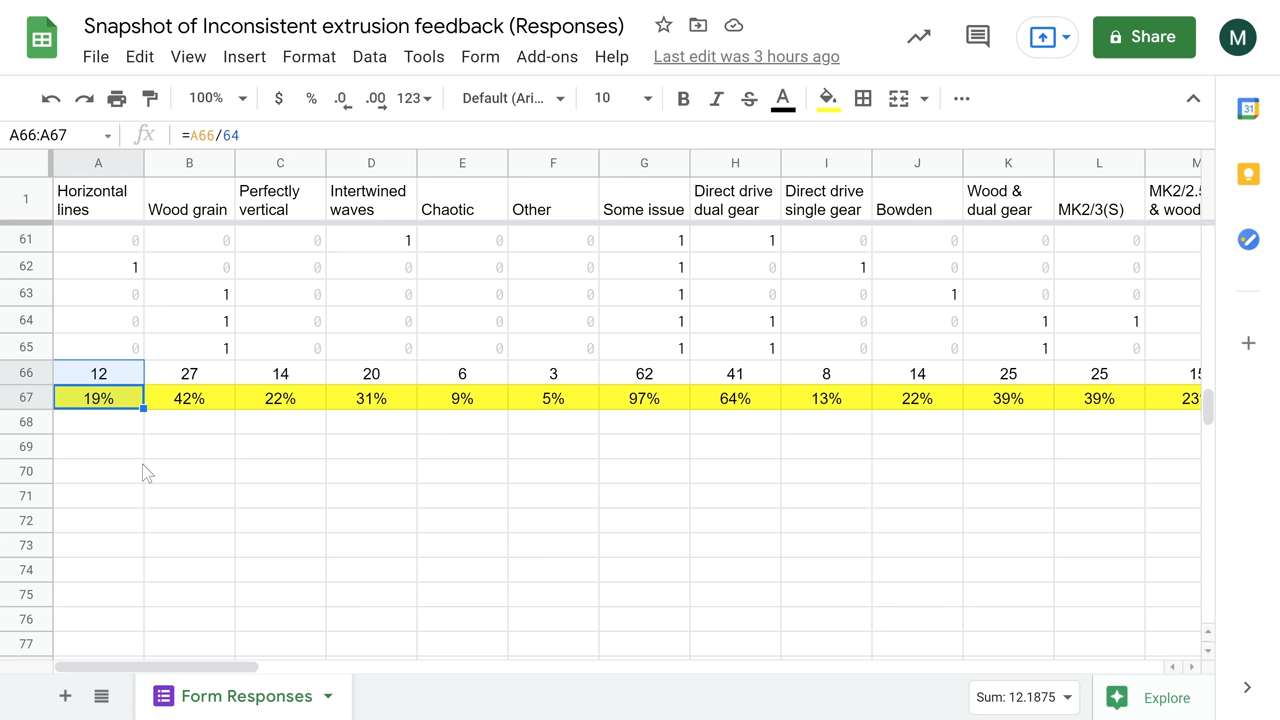 Snapshot of Inconsistent extrusion feedback (Responses)
File Edit View Insert Format Data Tools Form Add-ons Help Last edit was 3 hours ago
Share
M
100% $ % .0 .00 123 Default (Ari... 10 B I S A
31
A66:A67 fx =A66/64
A B C D E F G H I J K L M
1 Horizontal lines Wood grain Perfectly vertical Intertwined waves Chaotic Other Some issue Direct drive dual gear Direct drive single gear Bowden Wood & dual gear MK2/3(S) MK2/2.5 & wood
61 0 0 0 1 0 0 1 1 0 0 0 0
62 1 0 0 0 0 0 1 0 1 0 0 0
63 0 1 0 0 0 0 1 0 0 1 0 0
64 0 1 0 0 0 0 1 1 0 0 1 1
65 0 1 0 0 0 0 1 1 0 0 1 0
66 12 27 14 20 6 3 62 41 8 14 25 25 15
67 19% 42% 22% 31% 9% 5% 97% 64% 13% 22% 39% 39% 23
68
69
70
71
72
73
74
75
76
77
Form Responses
Sum: 12.1875
Explore